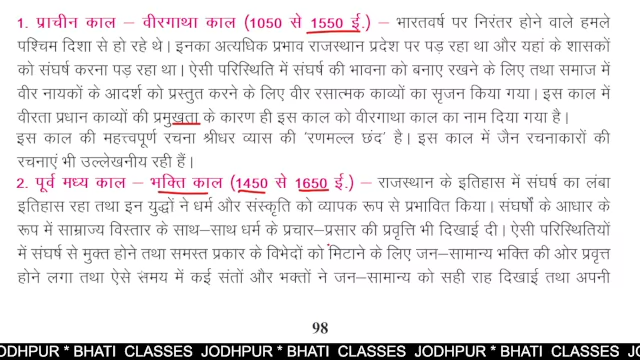 1. प्राचीन काल – वीरगाथा काल (1050 से 1550 ई.) – भारतवर्ष पर निरंतर होने वाले हमले
पश्चिम दिशा से हो रहे थे। इनका अत्यधिक प्रभाव राजस्थान प्रदेश पर पड़ रहा था और यहां के शासकों
को संघर्ष करना पड़ रहा था। ऐसी परिस्थिति में संघर्ष की भावना को बनाए रखने के लिए तथा समाज में
वीर नायकों के आदर्श को प्रस्तुत करने के लिए वीर रसात्मक काव्यों का सृजन किया गया। इस काल में
वीरता प्रधान काव्यों की प्रमुखता के कारण ही इस काल को वीरगाथा काल का नाम दिया गया है।
इस काल की महत्त्वपूर्ण रचना श्रीधर व्यास की 'रणमल्ल छंद' है। इस काल में जैन रचनाकारों की
रचनाएं भी उल्लेखनीय रही हैं।
2. पूर्व मध्य काल – भक्ति काल (1450 से 1650 ई.) – राजस्थान के इतिहास में संघर्ष का लंबा
इतिहास रहा तथा इन युद्धों ने धर्म और संस्कृति को व्यापक रूप से प्रभावित किया। संघर्षों के आधार के
रूप में साम्राज्य विस्तार के साथ–साथ धर्म के प्रचार–प्रसार की प्रवृत्ति भी दिखाई दी। ऐसी परिस्थितियों
में संघर्ष से मुक्त होने तथा समस्त प्रकार के विभेदों को मिटाने के लिए जन–सामान्य भक्ति की ओर प्रवृत्त
होने लगा तथा ऐसे समय में कई संतों और भक्तों ने जन–सामान्य को सही राह दिखाई तथा अपनी
98
JODHPUR * BHATI CLASSES JODHPUR * BHATI CLASSES JODHPUR * BHATI CLASSES JO